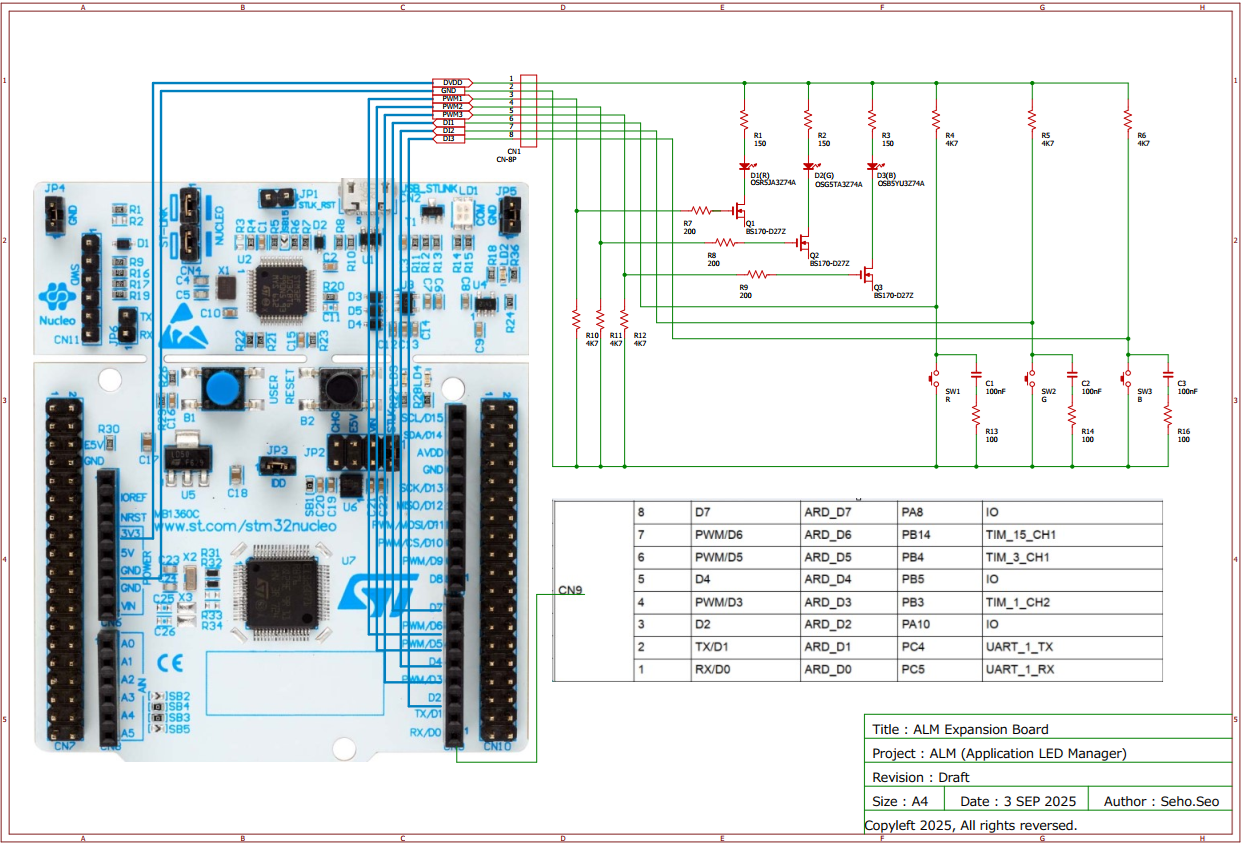 A B C D E F G H
1
2
3
4
5
DVDD
GND
PWM1
PWM2
PWM3
DI1
DI2
DI3
1
2
3
4
5
6
7
8
CN1
CN-8P
R1
150
R2
150
R3
150
R4
4K7
R5
4K7
R6
4K7
D1(R)
OSR5JA3Z74A
D2(G)
OSG5TA3Z74A
D3(B)
OSB5YU3Z74A
R7
200
Q1
BS170-D27Z
R8
200
Q2
BS170-D27Z
R9
200
Q3
BS170-D27Z
R10
4K7
R11
4K7
R12
4K7
SW1
R
C1
100nF
R13
100
SW2
G
C2
100nF
R14
100
SW3
B
C3
100nF
R16
100
JP4
GND
R1
R2
D1
R9
R16
R17
R19
SWD
Nucleo
CN11
JP6
TX
RX
ST-LINK
NUCLEO
CN4
C4
C5
C10
X1
U2
JP1
STLK_RST
SB15
R3
R4
C1
R5
R6
R7
D2
R8
R10
U1
C2
R20
D3
D5
D4
R22
R21
C15
R23
USB_STLINK
CN2
T1
LD1
COM
JP5
GND
R11
R12
R13
R14
R15
R18
LD2
R36
C8
U4
R24
C9
C14
B1
USER
RESET
B2
R30
E5V
GND
C17
U5
C18
JP3
IDD
JP2
CHG
E5V
VIN
C20
C19
U6
C21
C22
IOREF
NRST
3V3
5V
GND
GND
VIN
POWER
CN6
A0
A1
A2
A3
A4
A5
AIN
CN8
CN7
MB1360C
www.st.com/stm32nucleo
C23
C24
X2
R31
R32
U7
C25
X3
C26
R33
R34
SB2
SB4
SB3
SB5
SCL/D15
SDA/D14
AVDD
GND
SCK/D13
MISO/D12
PWM/MOSI/D11
PWM/CS/D10
PWM/D9
D8
D7
PWM/D6
PWM/D5
D4
PWM/D3
D2
TX/D1
RX/D0
CN10
CN9
8 D7 ARD_D7 PA8 IO
7 PWM/D6 ARD_D6 PB14 TIM_15_CH1
6 PWM/D5 ARD_D5 PB4 TIM_3_CH1
5 D4 ARD_D4 PB5 IO
4 PWM/D3 ARD_D3 PB3 TIM_1_CH2
3 D2 ARD_D2 PA10 IO
2 TX/D1 ARD_D1 PC4 UART_1_TX
1 RX/D0 ARD_D0 PC5 UART_1_RX
Title : ALM Expansion Board
Project : ALM (Application LED Manager)
Revision : Draft
Size : A4 Date : 3 SEP 2025 Author : Seho.Seo
Copyleft 2025, All rights reversed.
A B C D E F G H